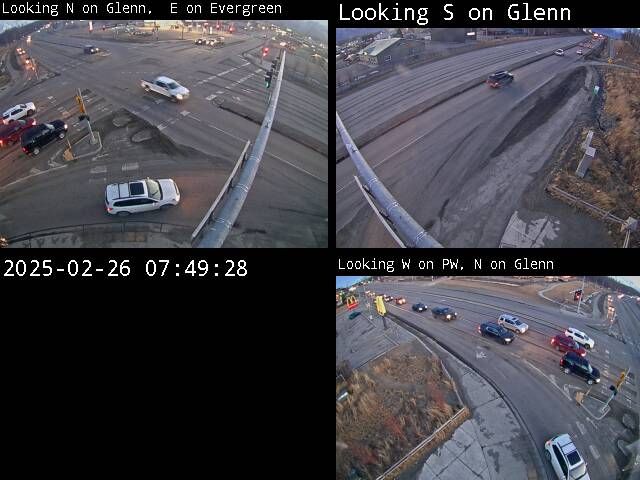 Looking N on Glenn,  E on Evergreen
Looking S on Glenn
2025-02-26 07:49:28
Looking W on PW, N on Glenn